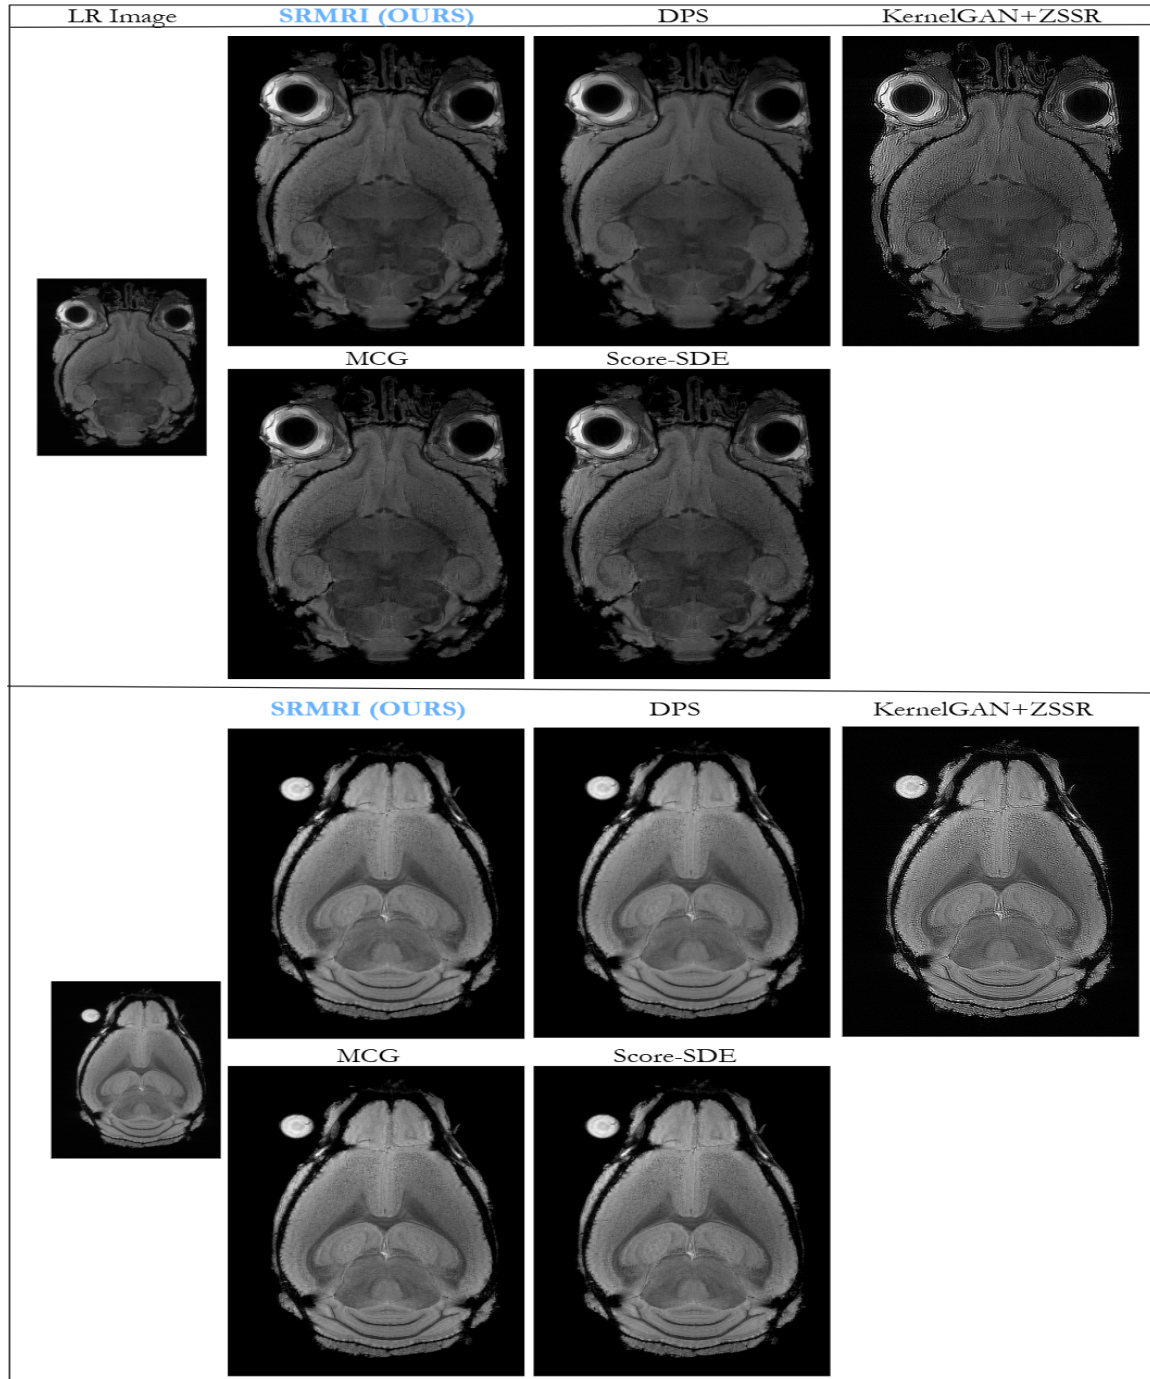 LR Image SRMRI (OURS) DPS KernelGAN+ZSSR
MCG Score-SDE
SRMRI (OURS) DPS KernelGAN+ZSSR
MCG Score-SDE